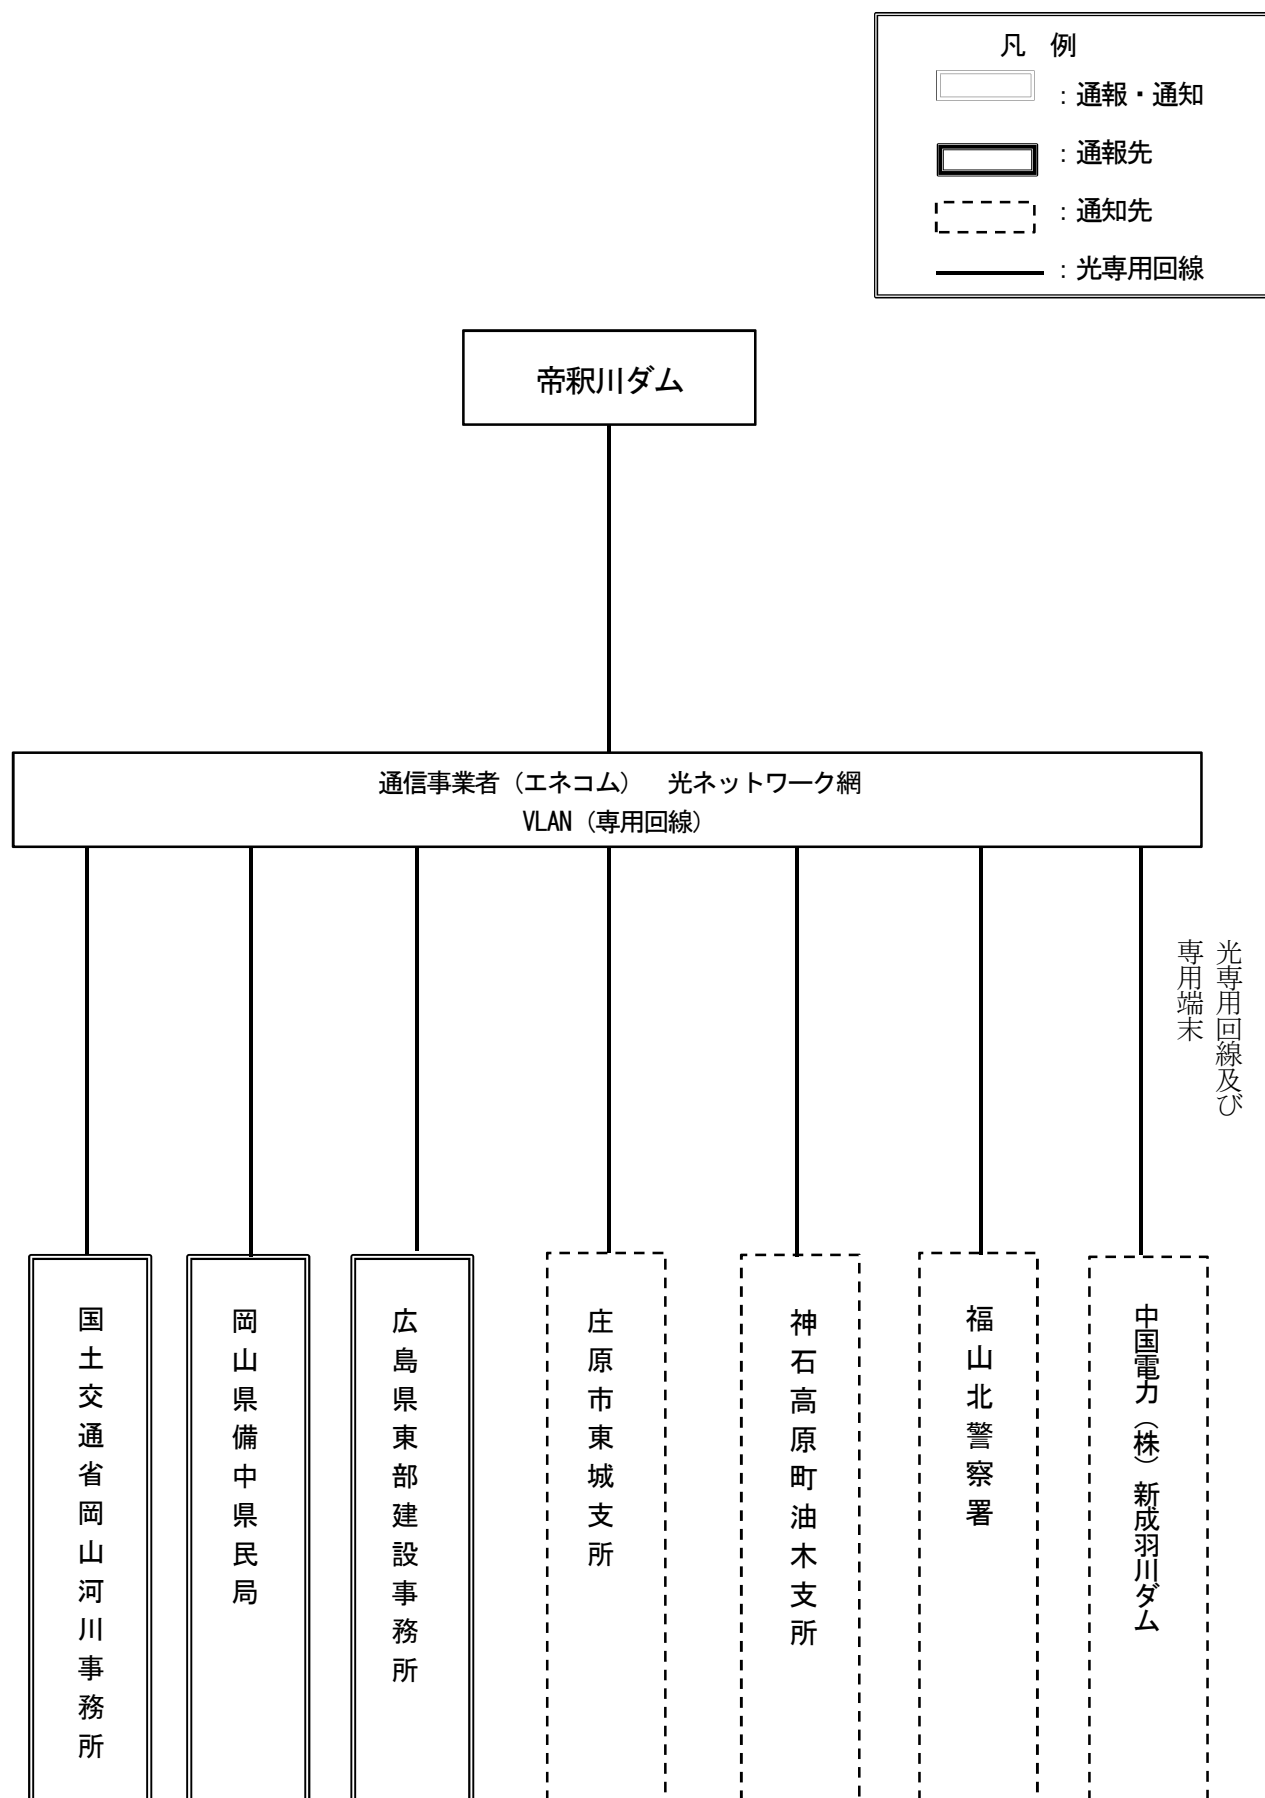 凡 例
：通報・通知
：通報先
：通知先
：光専用回線
帝釈川ダム
通信事業者（エネコム） 光ネットワーク網
VLAN（専用回線）
光専用回線及び
専用端末
国土交通省岡山河川事務所
岡山県備中県民局
広島県東部建設事務所
庄原市東城支所
神石高原町油木支所
福山北警察署
中国電力（株）新成羽川ダム